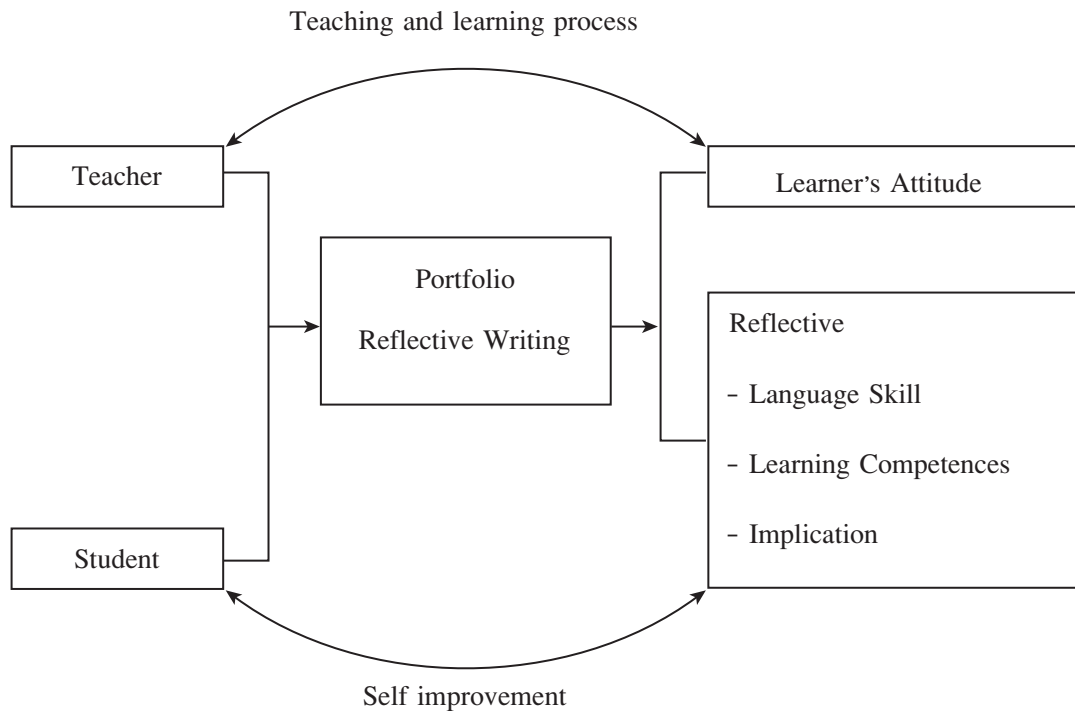 Teaching and learning process
Teacher
Learner's Attitude
Portfolio
Reflective Writing
Reflective
- Language Skill
- Learning Competences
- Implication
Student
Self improvement